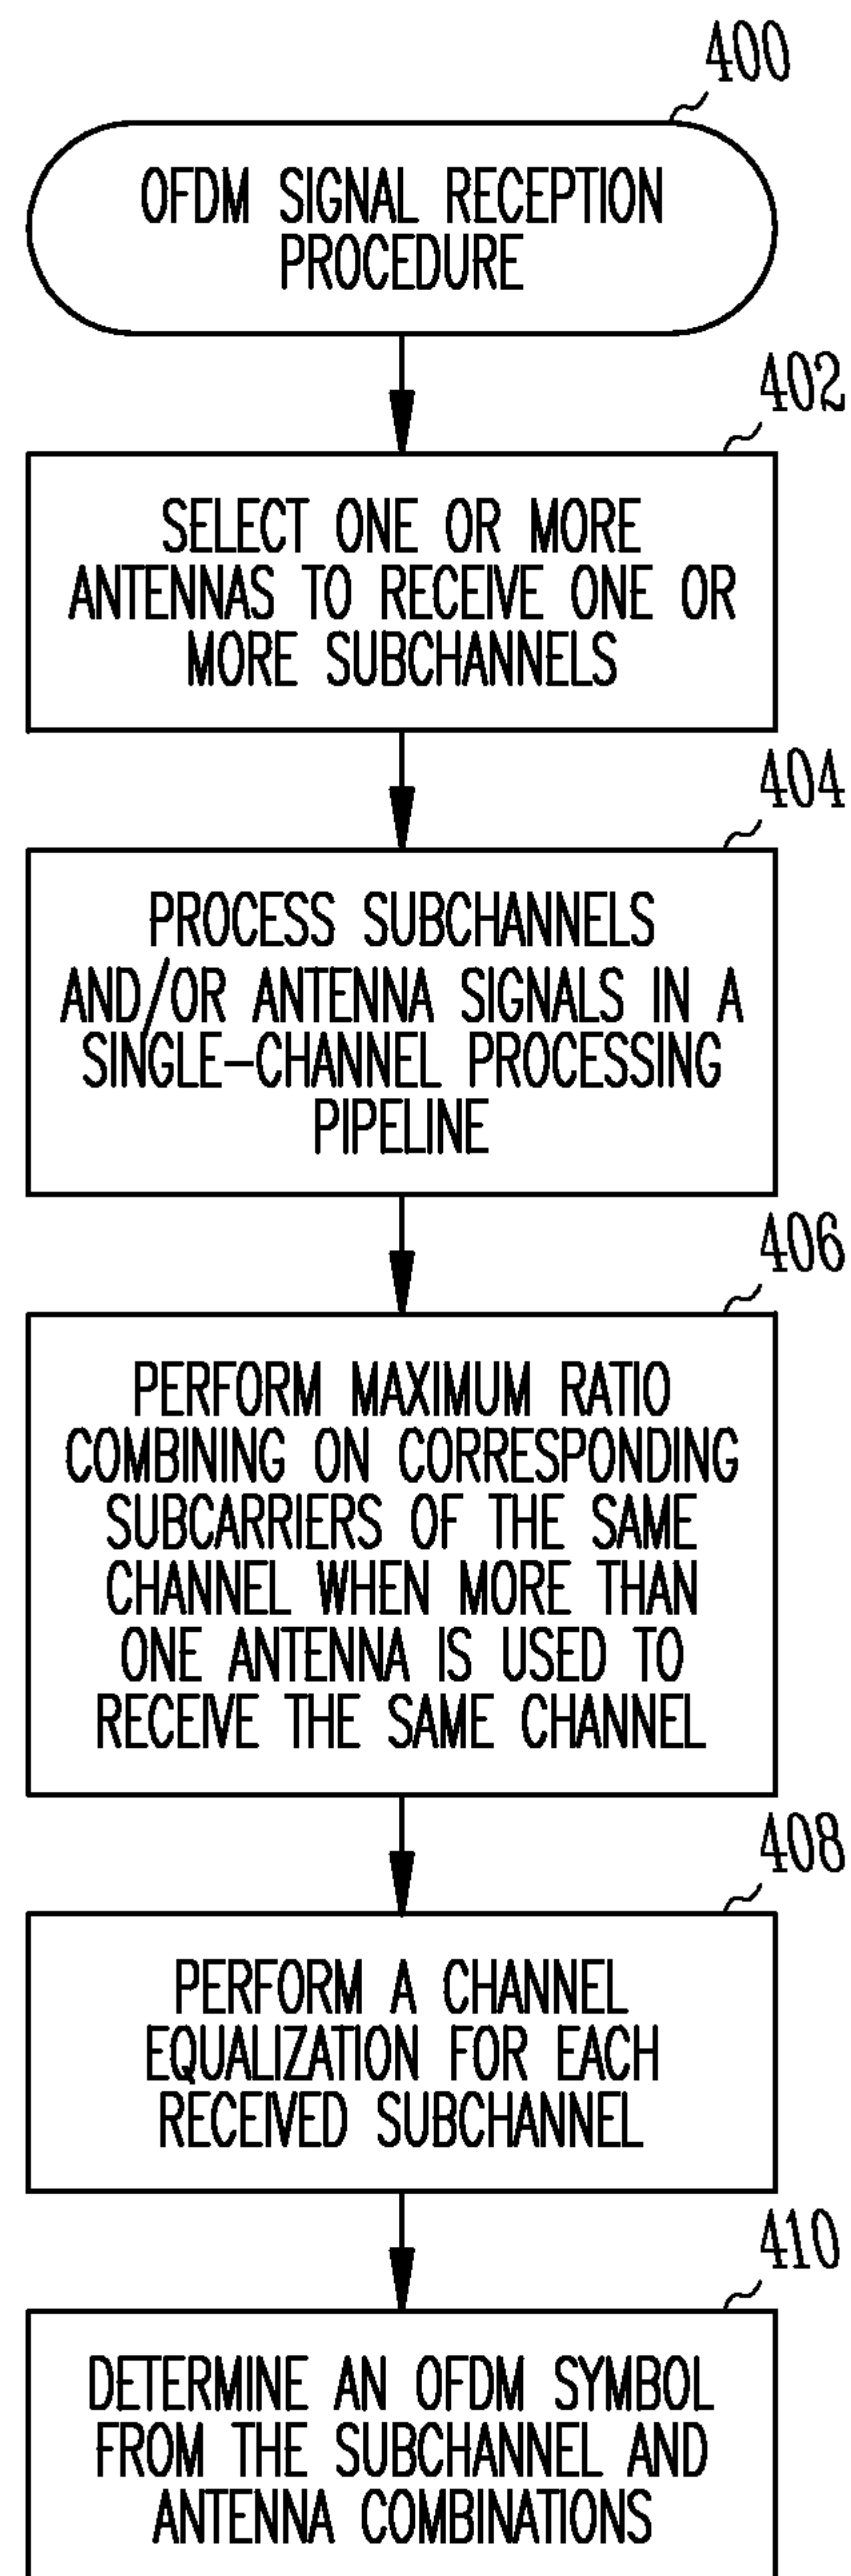 400
OFDM SIGNAL RECEPTION
PROCEDURE
402
SELECT ONE OR MORE
ANTENNAS TO RECEIVE ONE OR
MORE SUBCHANNELS
404
PROCESS SUBCHANNELS
AND/OR ANTENNA SIGNALS IN A
SINGLE-CHANNEL PROCESSING
PIPELINE
406
PERFORM MAXIMUM RATIO
COMBINING ON CORRESPONDING
SUBCARRIERS OF THE SAME
CHANNEL WHEN MORE THAN
ONE ANTENNA IS USED TO
RECEIVE THE SAME CHANNEL
408
PERFORM A CHANNEL
EQUALIZATION FOR EACH
RECEIVED SUBCHANNEL
410
DETERMINE AN OFDM SYMBOL
FROM THE SUBCHANNEL AND
ANTENNA COMBINATIONS